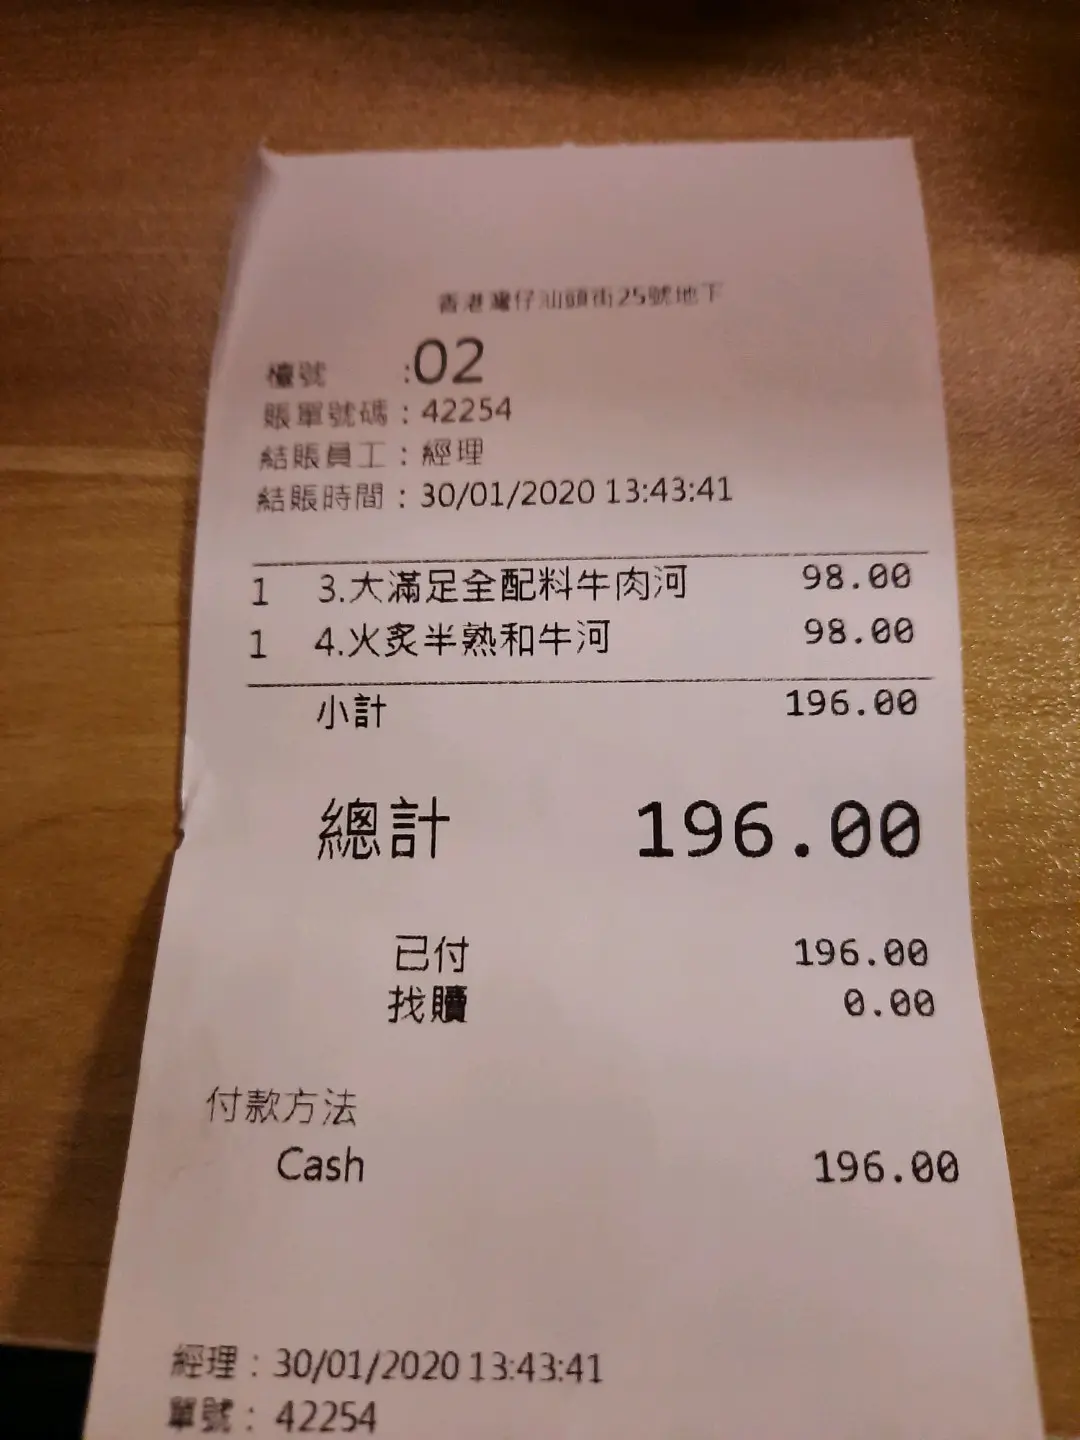 香港灣仔汕頭街25號地下
檯號 :02
賬單號碼 : 42254
結賬員工 : 經理
結賬時間 : 30/01/2020 13:43:41
1 3.大滿足全配料牛肉河 98.00
1 4.火炙半熟和牛河 98.00
小計 196.00
總計 196.00
已付 196.00
找贖 0.00
付款方法
Cash 196.00
經理 : 30/01/2020 13:43:41
單號 : 42254